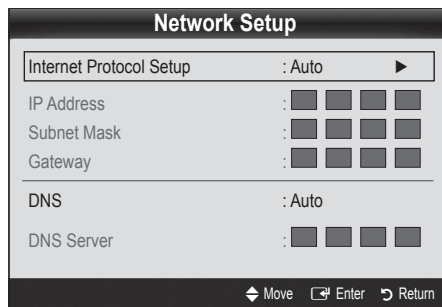 Network Setup
Internet Protocol Setup : Auto ▶
IP Address :
Subnet Mask :
Gateway :
DNS : Auto
DNS Server :
Move Enter Return